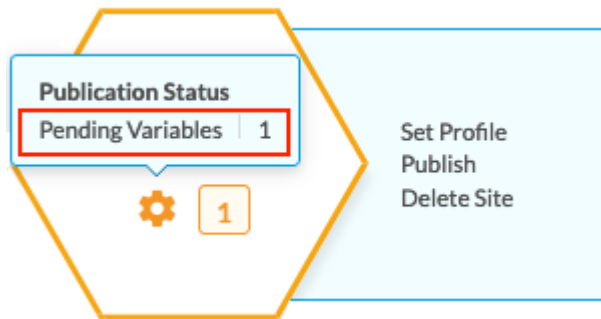 Publication Status
Pending Variables 1
1
Set Profile
Publish
Delete Site